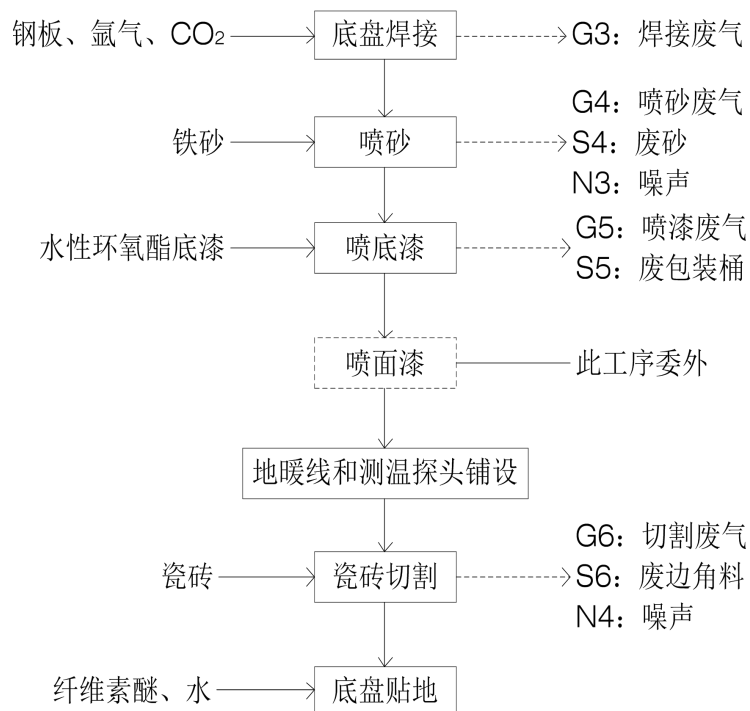 钢板、氩气、CO₂
底盘焊接
G3：焊接废气
铁砂
喷砂
G4：喷砂废气
S4：废砂
N3：噪声
水性环氧酯底漆
喷底漆
G5：喷漆废气
S5：废包装桶
喷面漆
此工序委外
地暖线和测温探头铺设
瓷砖
瓷砖切割
G6：切割废气
S6：废边角料
N4：噪声
纤维素醚、水
底盘贴地